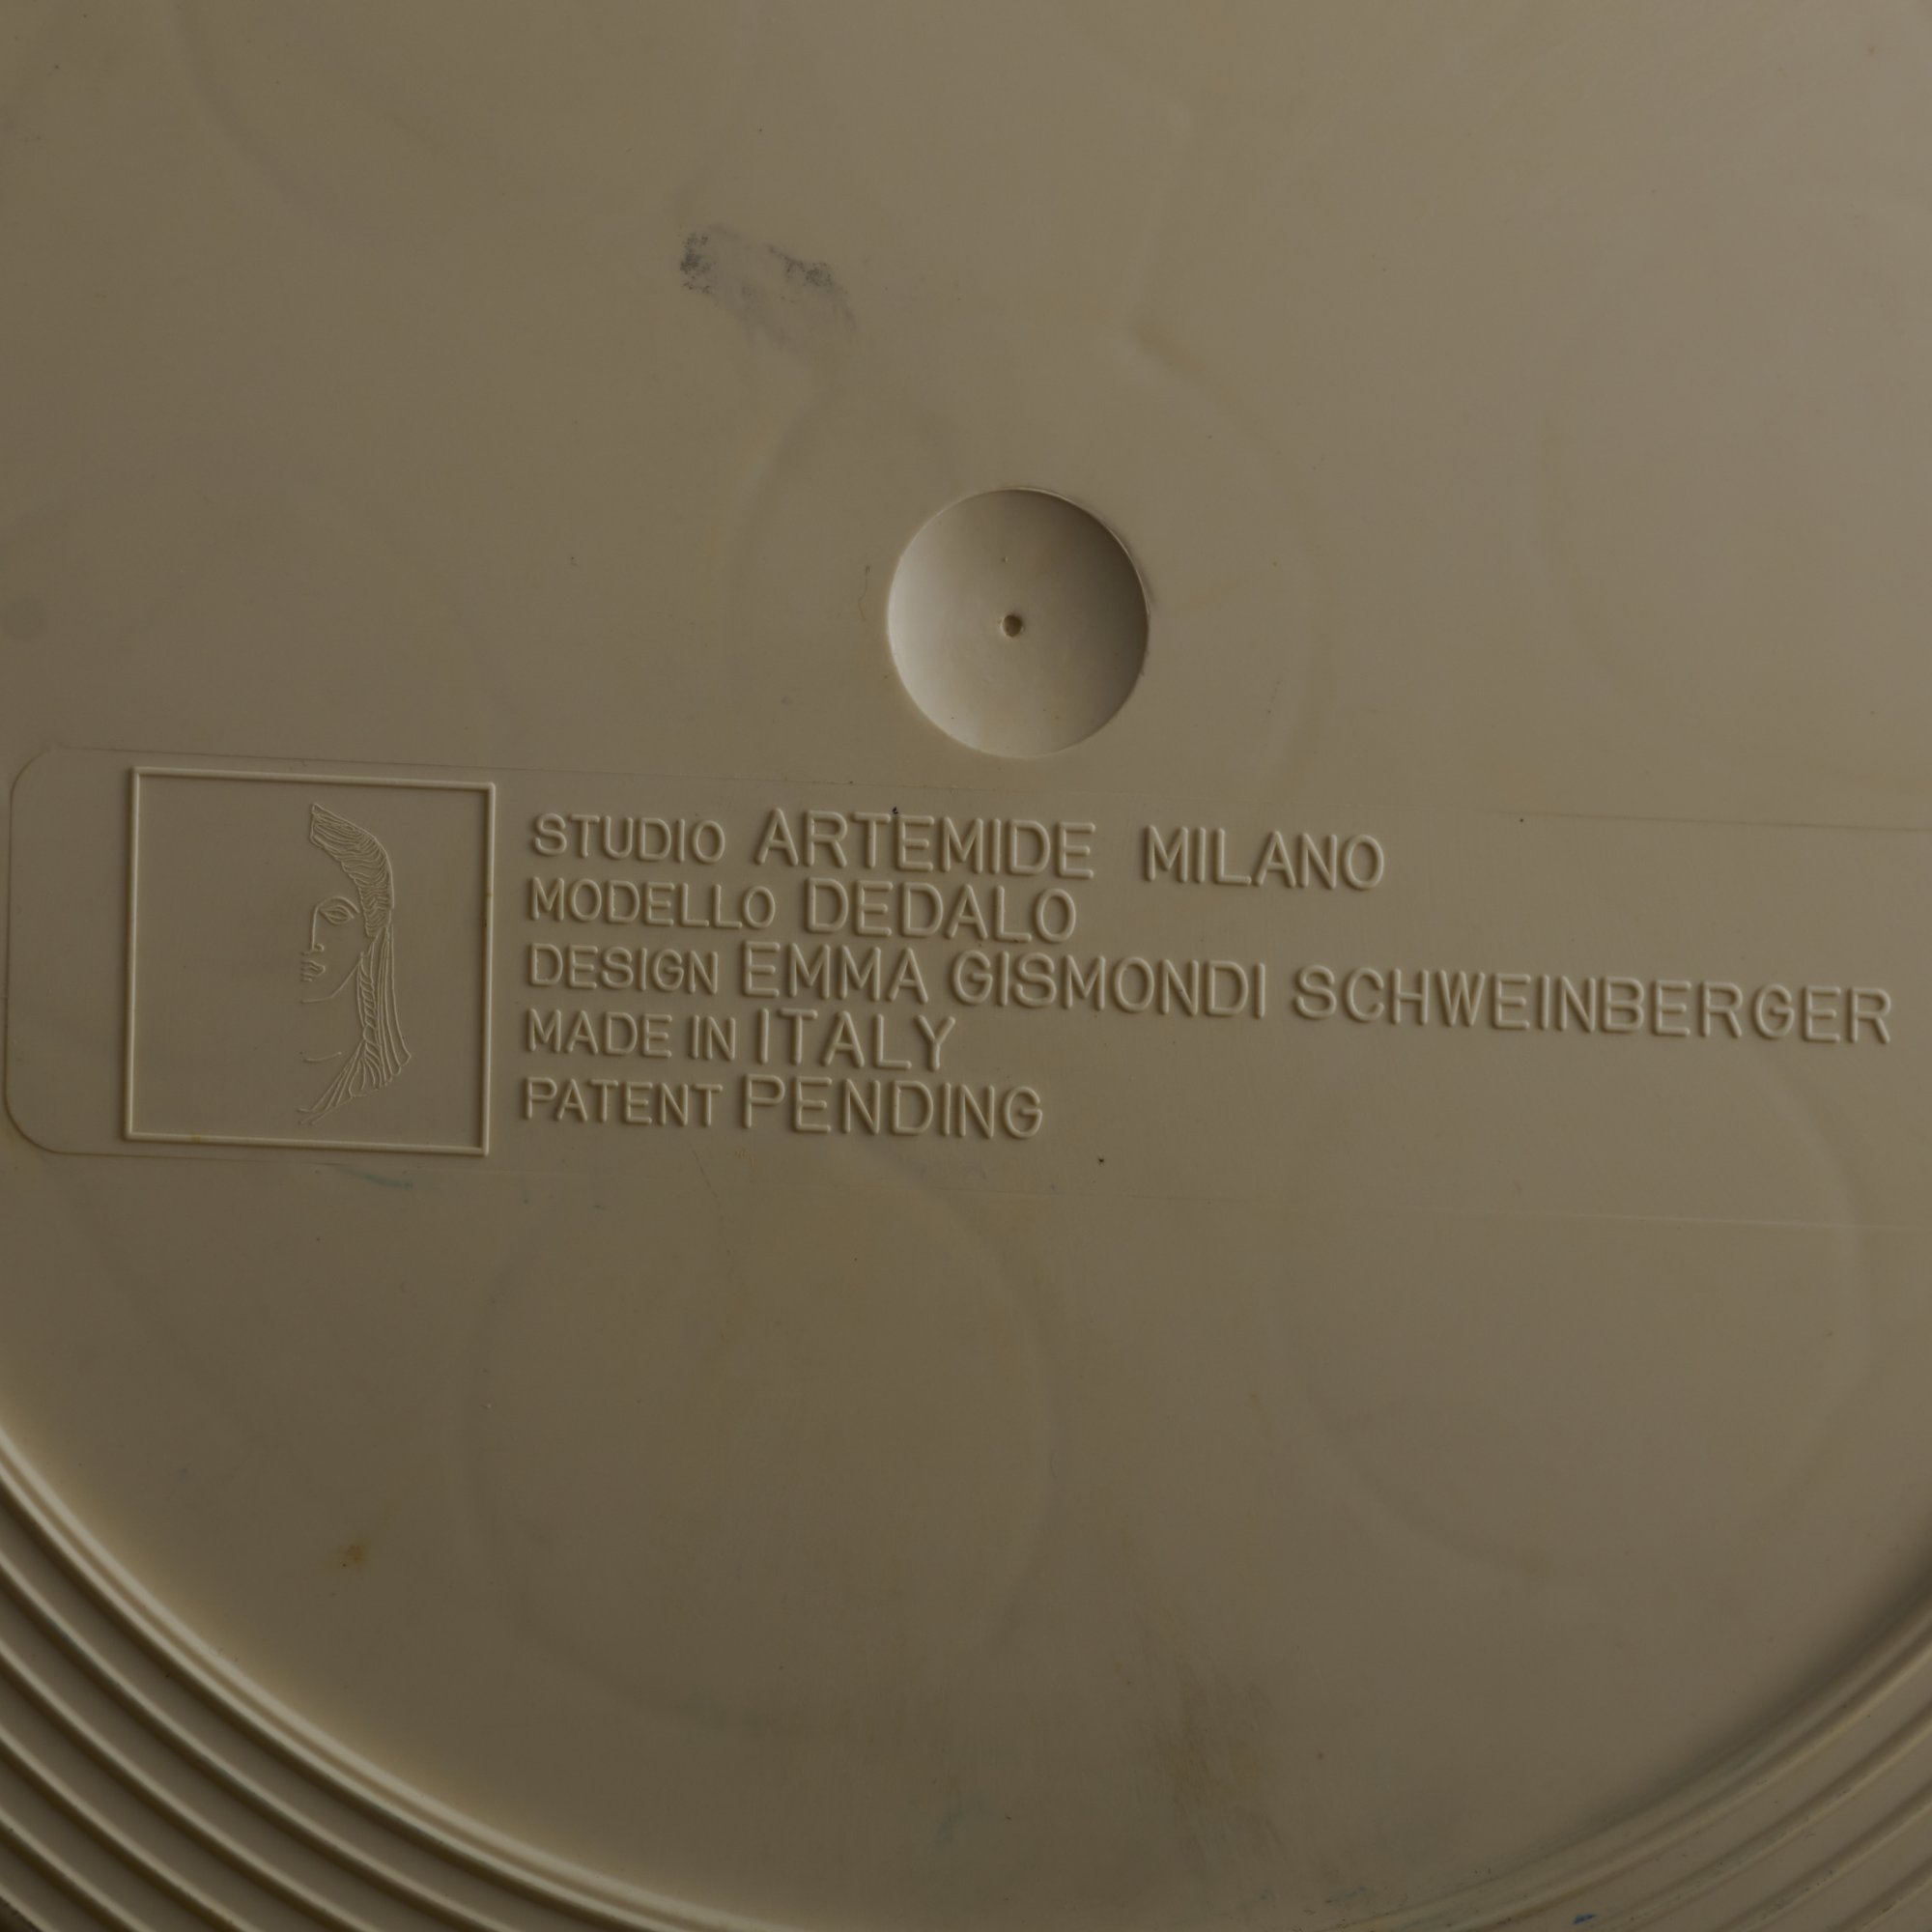 STUDIO ARTEMIDE MILANO
MODELLO DEDALO
DESIGN EMMA GISMONDI SCHWEINBERGER
MADE IN ITALY
PATENT PENDING